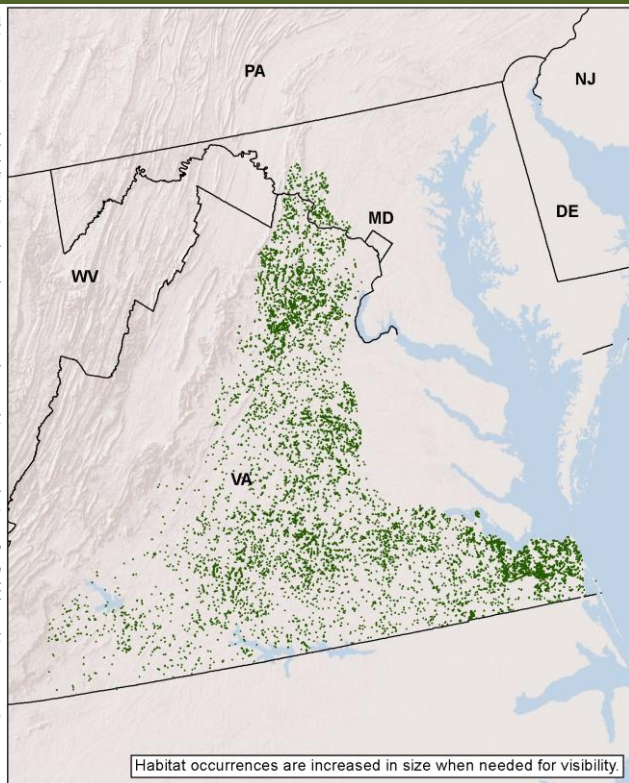 PA
NJ
MD
DE
WV
VA
Habitat occurrences are increased in size when needed for visibility.